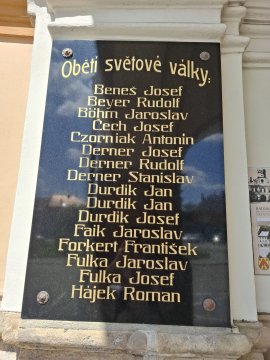 Oběti světové války:
Beneš Josef
Beyer Rudolf
Böhm Jaroslav
Čech Josef
Czorniak Antonín
Derner Josef
Derner Rudolf
Derner Stanislav
Durdík Jan
Durdík Jan
Durdík Josef
Faik Jaroslav
Forkert František
Fulka Jaroslav
Fulka Josef
Hájek Roman